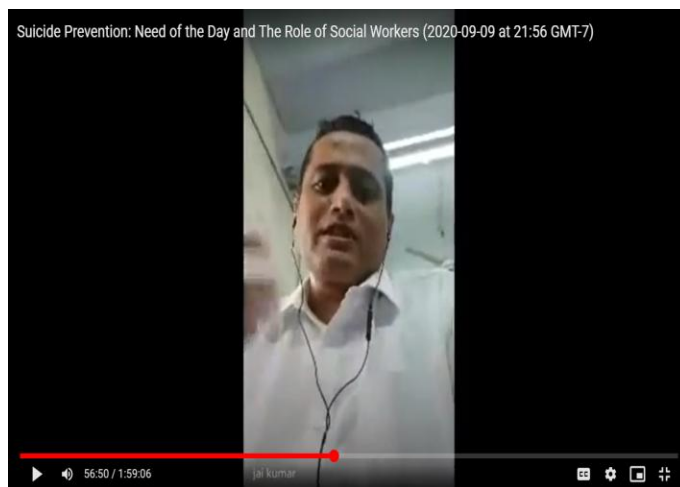 Suicide Prevention: Need of the Day and The Role of Social Workers (2020-09-09 at 21:56 GMT-7)
56:50 / 1:59:06
jai kumar
CC